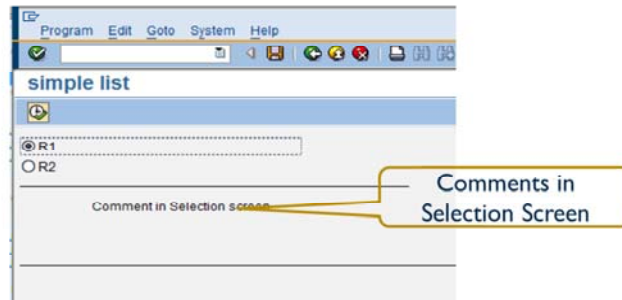 Program Edit Goto System Help
simple list
R1
R2
Comment in Selection screen
Comments in
Selection Screen